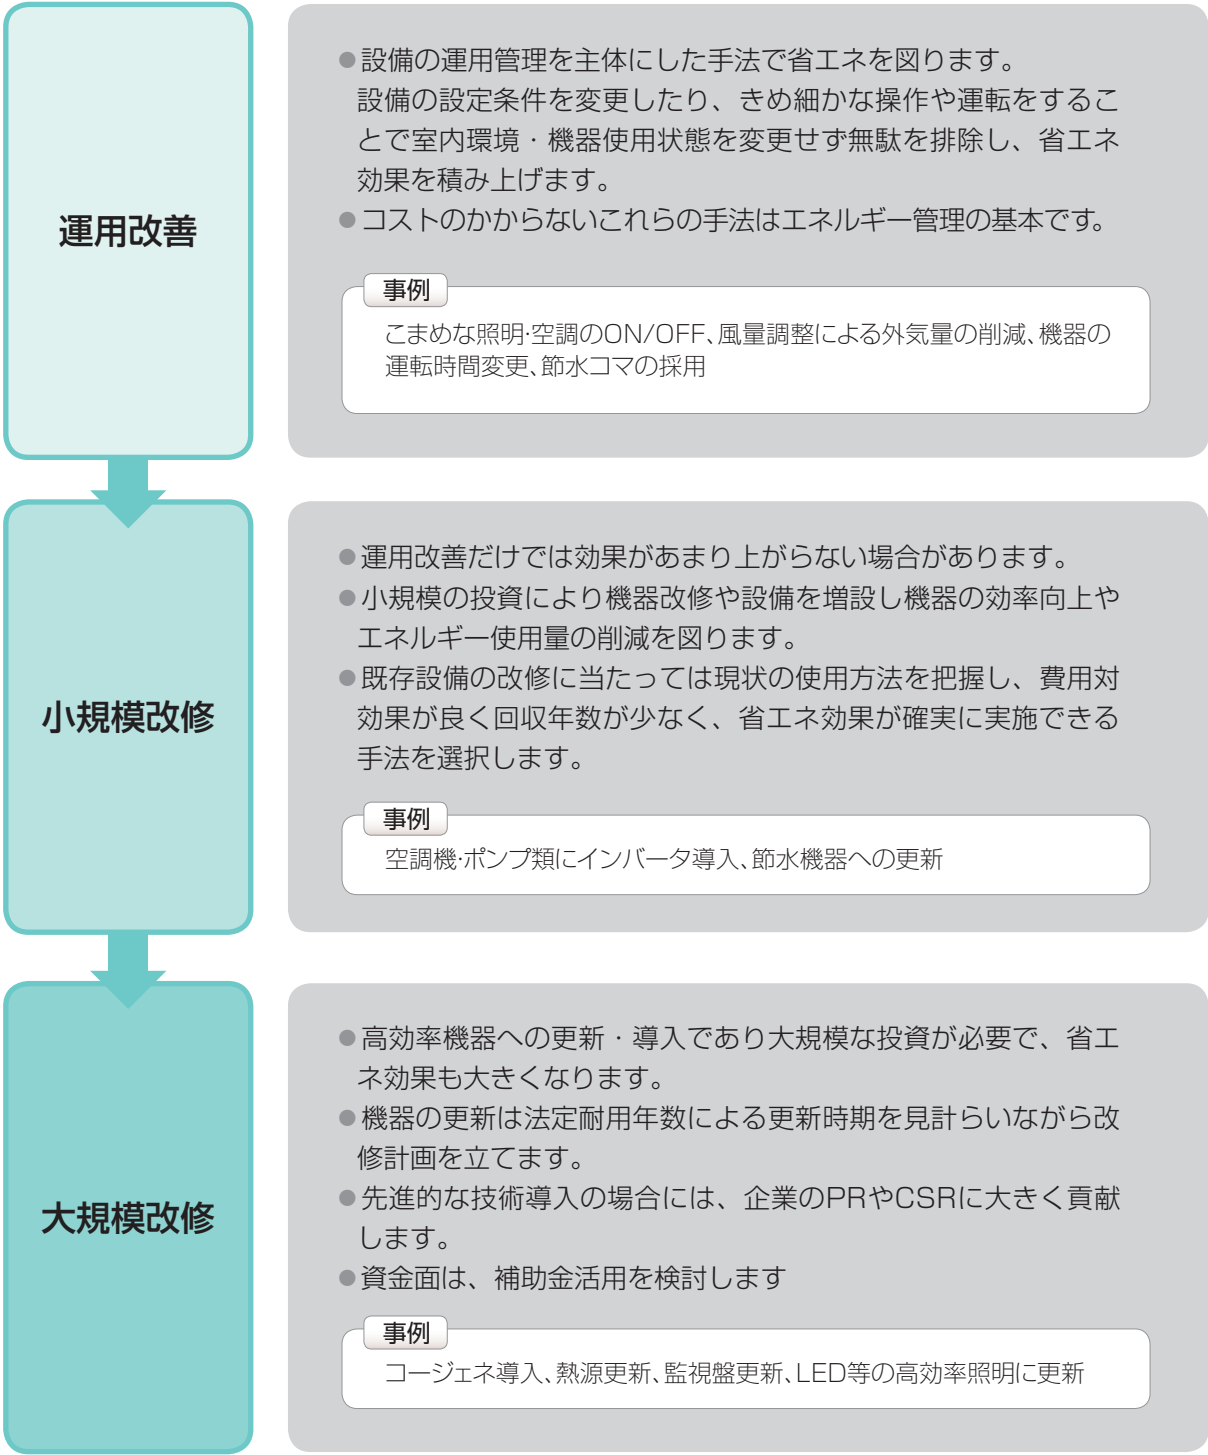 運用改善
●設備の運用管理を主体にした手法で省エネを図ります。
設備の設定条件を変更したり、きめ細かな操作や運転をするこ
とで室内環境・機器使用状態を変更せず無駄を排除し、省エネ
効果を積み上げます。
●コストのかからないこれらの手法はエネルギー管理の基本です。
事例
こまめな照明・空調のON/OFF、風量調整による外気量の削減、機器の
運転時間変更、節水コマの採用
小規模改修
●運用改善だけでは効果があまり上がらない場合があります。
●小規模の投資により機器改修や設備を増設し機器の効率向上や
エネルギー使用量の削減を図ります。
●既存設備の改修に当たっては現状の使用方法を把握し、費用対
効果が良く回収年数が少なく、省エネ効果が確実に実施できる
手法を選択します。
事例
空調機・ポンプ類にインバータ導入、節水機器への更新
大規模改修
●高効率機器への更新・導入であり大規模な投資が必要で、省エ
ネ効果も大きくなります。
●機器の更新は法定耐用年数による更新時期を見計らいながら改
修計画を立てます。
●先進的な技術導入の場合には、企業のPRやCSRに大きく貢献
します。
●資金面は、補助金活用を検討します
事例
コージェネ導入、熱源更新、監視盤更新、LED等の高効率照明に更新